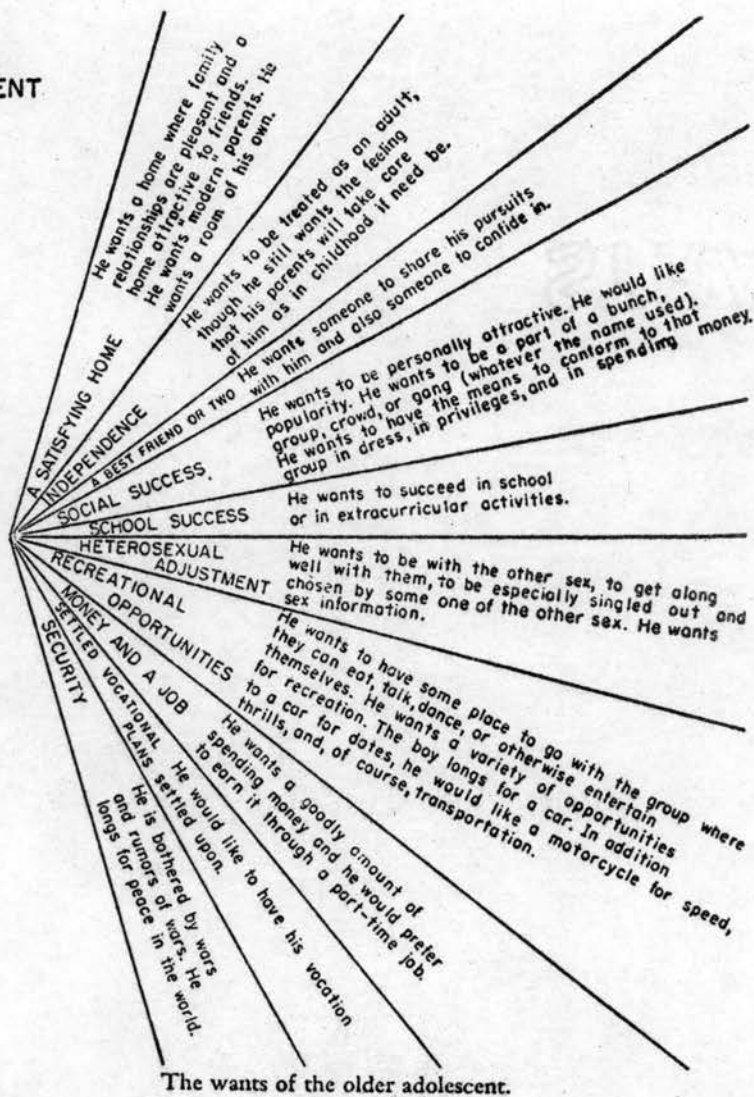 ENT
A SATISFYING HOME
He wants a home where family
relationships are pleasant and a
home attractive to friends.
He wants "modern" parents. He
wants a room of his own.
INDEPENDENCE
He wants to be treated as an adult,
though he still wants the feeling
that his parents will take care
of him as in childhood if need be.
A BEST FRIEND OR TWO
He wants someone to share his pursuits
with him and also someone to confide in.
SOCIAL SUCCESS
He wants to be personally attractive. He would like
popularity. He wants to be a part of a bunch,
group, crowd, or gang (whatever the name used).
He wants to have the means to conform to that
group in dress, in privileges, and in spending money.
SCHOOL SUCCESS
He wants to succeed in school
or in extracurricular activities.
HETEROSEXUAL
ADJUSTMENT
He wants to be with the other sex, to get along
well with them, to be especially singled out and
chosen by some one of the other sex. He wants
sex information.
RECREATIONAL
OPPORTUNITIES
He wants to have some place to go with the group where
they can eat, talk, dance, or otherwise entertain
themselves. He wants a variety of opportunities
for recreation. The boy longs for a car. In addition
to a car for dates, he would like a motorcycle for speed,
thrills, and, of course, transportation.
MONEY AND A JOB
He wants a goodly amount of
spending money and he would prefer
to earn it through a part-time job.
SETTLED VOCATIONAL
PLANS
He would like to have his vocation
settled upon.
SECURITY
He is bothered by wars
and rumors of wars. He
longs for peace in the world.
The wants of the older adolescent.